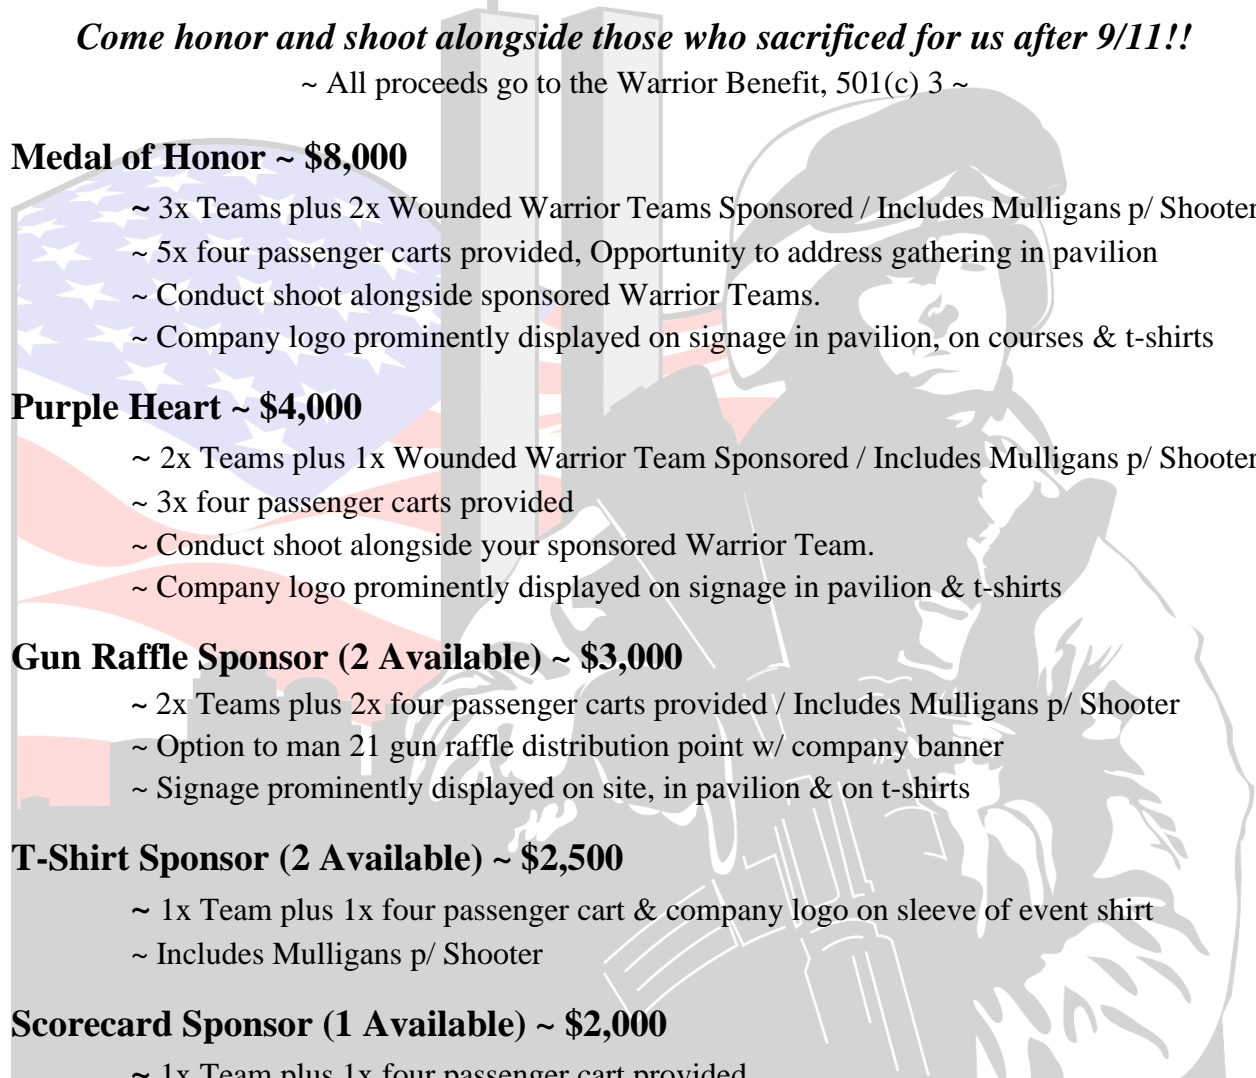 Come honor and shoot alongside those who sacrificed for us after 9/11!!
~ All proceeds go to the Warrior Benefit, 501(c) 3 ~
Medal of Honor ~ $8,000
~ 3x Teams plus 2x Wounded Warrior Teams Sponsored / Includes Mulligans p/ Shooter
~ 5x four passenger carts provided, Opportunity to address gathering in pavilion
~ Conduct shoot alongside sponsored Warrior Teams.
~ Company logo prominently displayed on signage in pavilion, on courses & t-shirts
Purple Heart ~ $4,000
~ 2x Teams plus 1x Wounded Warrior Team Sponsored / Includes Mulligans p/ Shooter
~ 3x four passenger carts provided
~ Conduct shoot alongside your sponsored Warrior Team.
~ Company logo prominently displayed on signage in pavilion & t-shirts
Gun Raffle Sponsor (2 Available) ~ $3,000
~ 2x Teams plus 2x four passenger carts provided / Includes Mulligans p/ Shooter
~ Option to man 21 gun raffle distribution point w/ company banner
~ Signage prominently displayed on site, in pavilion & on t-shirts
T-Shirt Sponsor (2 Available) ~ $2,500
~ 1x Team plus 1x four passenger cart & company logo on sleeve of event shirt
~ Includes Mulligans p/ Shooter
Scorecard Sponsor (1 Available) ~ $2,000
~ 1x Team plus 1x four passenger cart provided